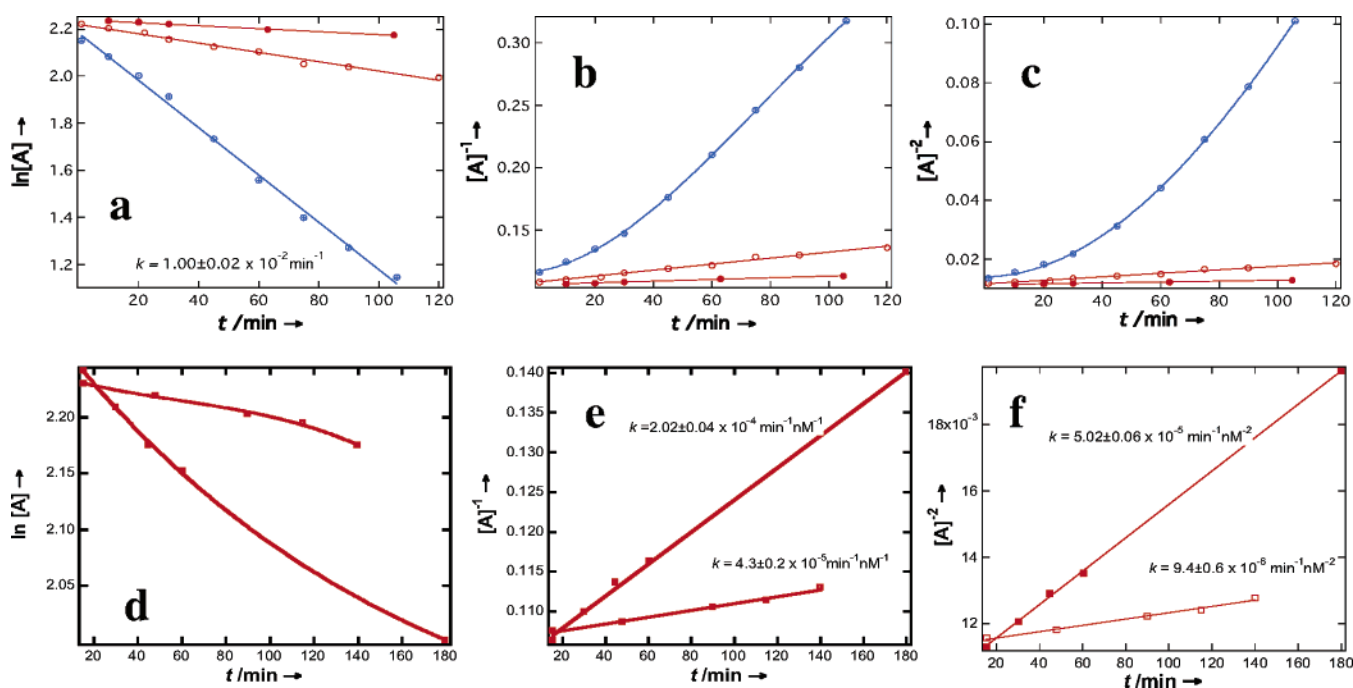 2.2
2.0
1.8
1.6
1.4
1.2
ln[A] →
a
k = 1.00±0.02 x 10⁻² min⁻¹
20 40 60 80 100 120
t /min →
0.30
0.25
0.20
0.15
[A]⁻¹ →
b
20 40 60 80 100 120
t /min →
0.10
0.08
0.06
0.04
0.02
[A]⁻² →
c
20 40 60 80 100 120
t /min →
2.20
2.15
2.10
2.05
ln [A] →
d
20 40 60 80 100 120 140 160 180
t /min →
0.140
0.135
0.130
0.125
0.120
0.115
0.110
[A]⁻¹ →
e
k =2.02±0.04 x 10⁻⁴ min⁻¹nM⁻¹
k = 4.3±0.2 x 10⁻⁵min⁻¹nM⁻¹
20 40 60 80 100 120 140 160 180
t /min →
18x10⁻³
16
14
12
[A]⁻² →
f
k = 5.02±0.06 x 10⁻⁵ min⁻¹nM⁻²
k = 9.4±0.6 x 10⁻⁶ min⁻¹nM⁻²
20 40 60 80 100 120 140 160 180
t /min →